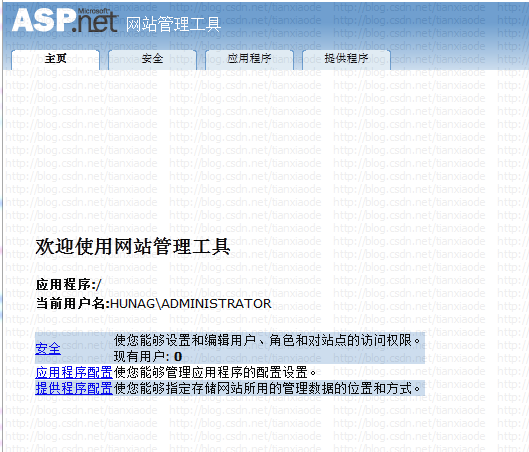 Microsoft
ASP.net 网站管理工具
主页 安全 应用程序 提供程序
欢迎使用网站管理工具
应用程序:/
当前用户名:HUNAG\ADMINISTRATOR
安全 使您能够设置和编辑用户、角色和对站点的访问权限。
现有用户: 0
应用程序配置 使您能够管理应用程序的配置设置。
提供程序配置 使您能够指定存储网站所用的管理数据的位置和方式。
http://blog.csdn.net/tianxiaode